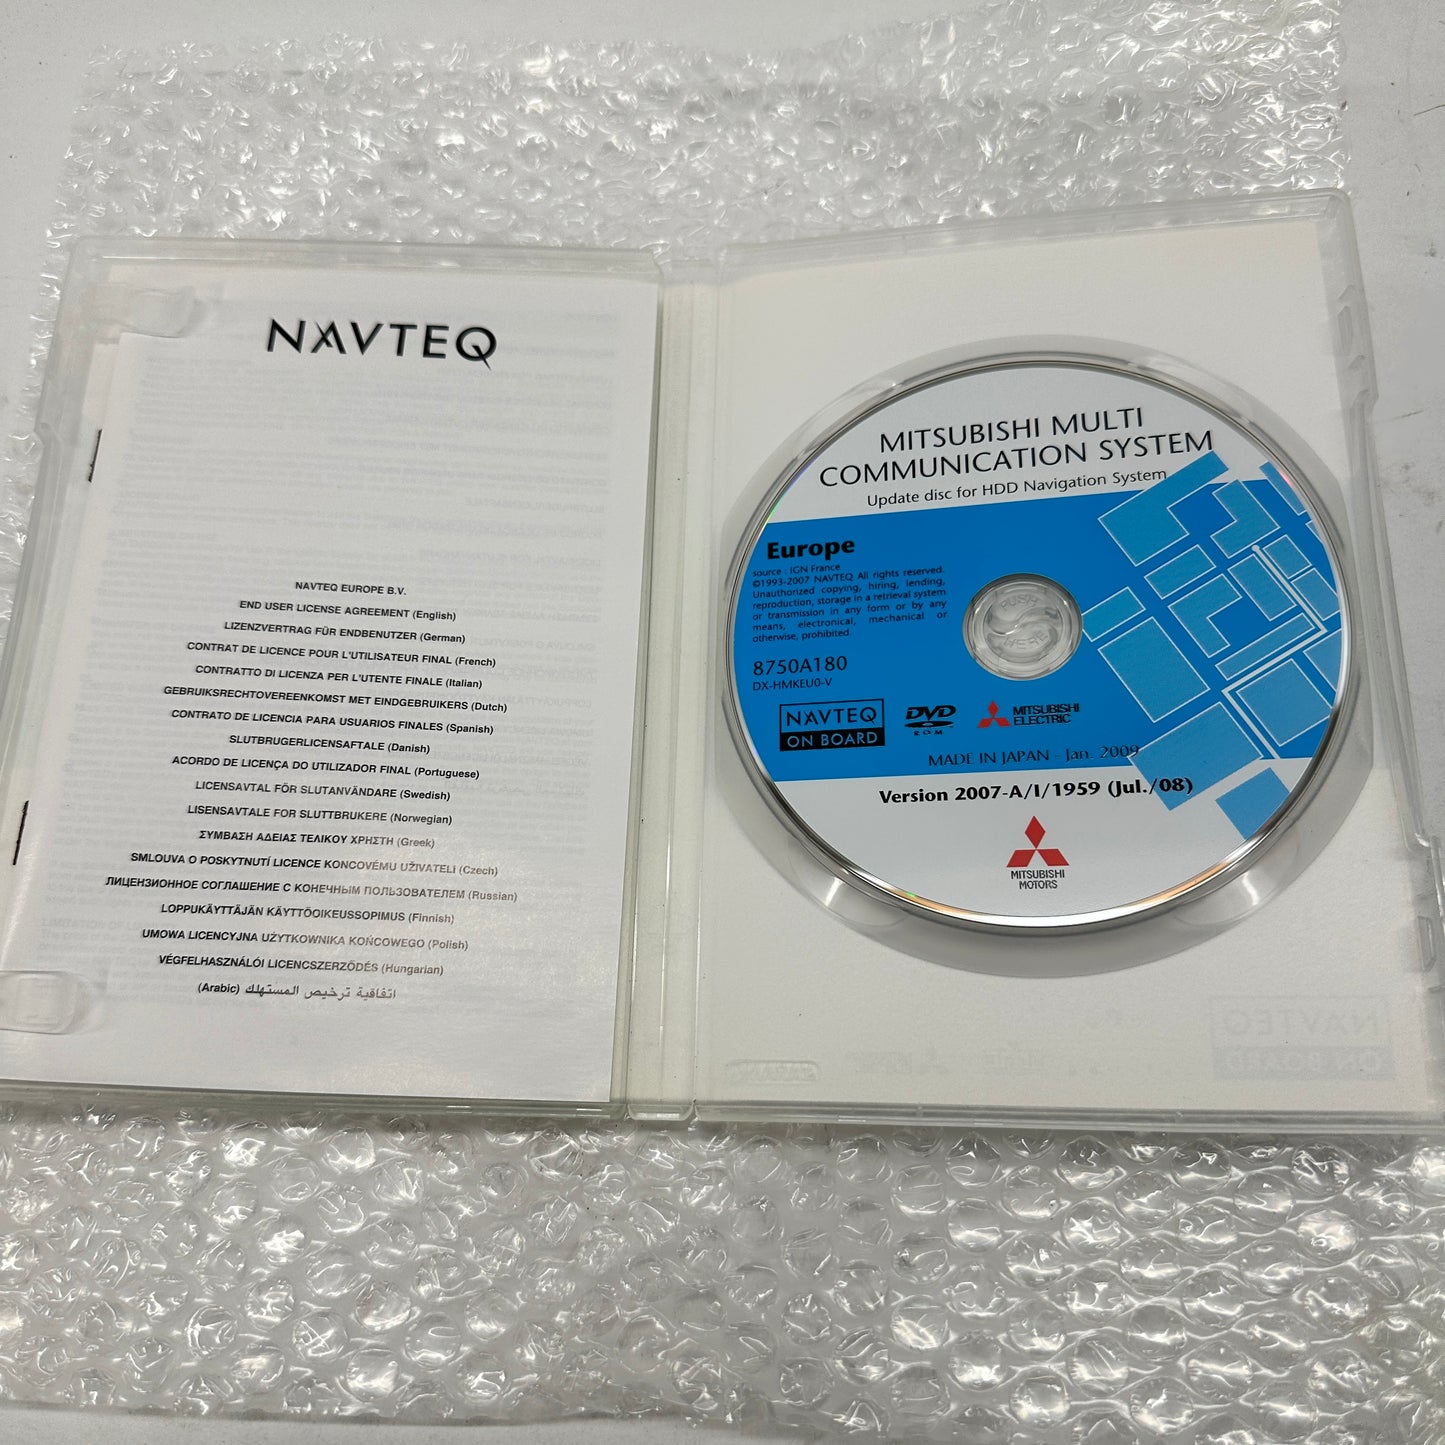 NAVTEQ
NAVTEQ EUROPE B.V.
END USER LICENSE AGREEMENT (English)
LIZENZVERTRAG FÜR ENDBENUTZER (German)
CONTRAT DE LICENCE POUR L'UTILISATEUR FINAL (French)
CONTRATTO DI LICENZA PER L'UTENTE FINALE (Italian)
GEBRUIKSRECHTOVEREENKOMST MET EINDGEBRUIKERS (Dutch)
CONTRATO DE LICENCIA PARA USUARIOS FINALES (Spanish)
SLUTBRUGERLICENSAFTALE (Danish)
ACORDO DE LICENÇA DO UTILIZADOR FINAL (Portuguese)
LICENSAVTAL FÖR SLUTANVÄNDARE (Swedish)
LISENSAVTALE FOR SLUTTBRUKERE (Norwegian)
ΣΥΜΒΑΣΗ ΑΔΕΙΑΣ ΤΕΛΙΚΟΥ ΧΡΗΣΤΗ (Greek)
SMLOUVA O POSKYTNUTÍ LICENCE KONCOVÉMU UŽIVATELI (Czech)
ЛИЦЕНЗИОННОЕ СОГЛАШЕНИЕ С КОНЕЧНЫМ ПОЛЬЗОВАТЕЛЕМ (Russian)
LOPPUKÄYTTÄJÄN KÄYTTÖOIKEUSSOPIMUS (Finnish)
UMOWA LICENCYJNA UŻYTKOWNIKA KOŃCOWEGO (Polish)
VÉGFELHASZNÁLÓI LICENCSZERZŐDÉS (Hungarian)
اتفاقية ترخيص المستهلك (Arabic)
MITSUBISHI MULTI
COMMUNICATION SYSTEM
Update disc for HDD Navigation System
Europe
source : IGN France
©1993-2007 NAVTEQ All rights reserved.
Unauthorized copying, hiring, lending,
reproduction, storage in a retrieval system
or transmission in any form or by any
means, electronical, mechanical or
otherwise, prohibited.
8750A180
DX-HMKEU0-V
NAVTEQ
ON BOARD
DVD
ROM
MITSUBISHI
ELECTRIC
MADE IN JAPAN - Jan. 2009
Version 2007-A/I/1959 (Jul./08)
MITSUBISHI
MOTORS
PUSH